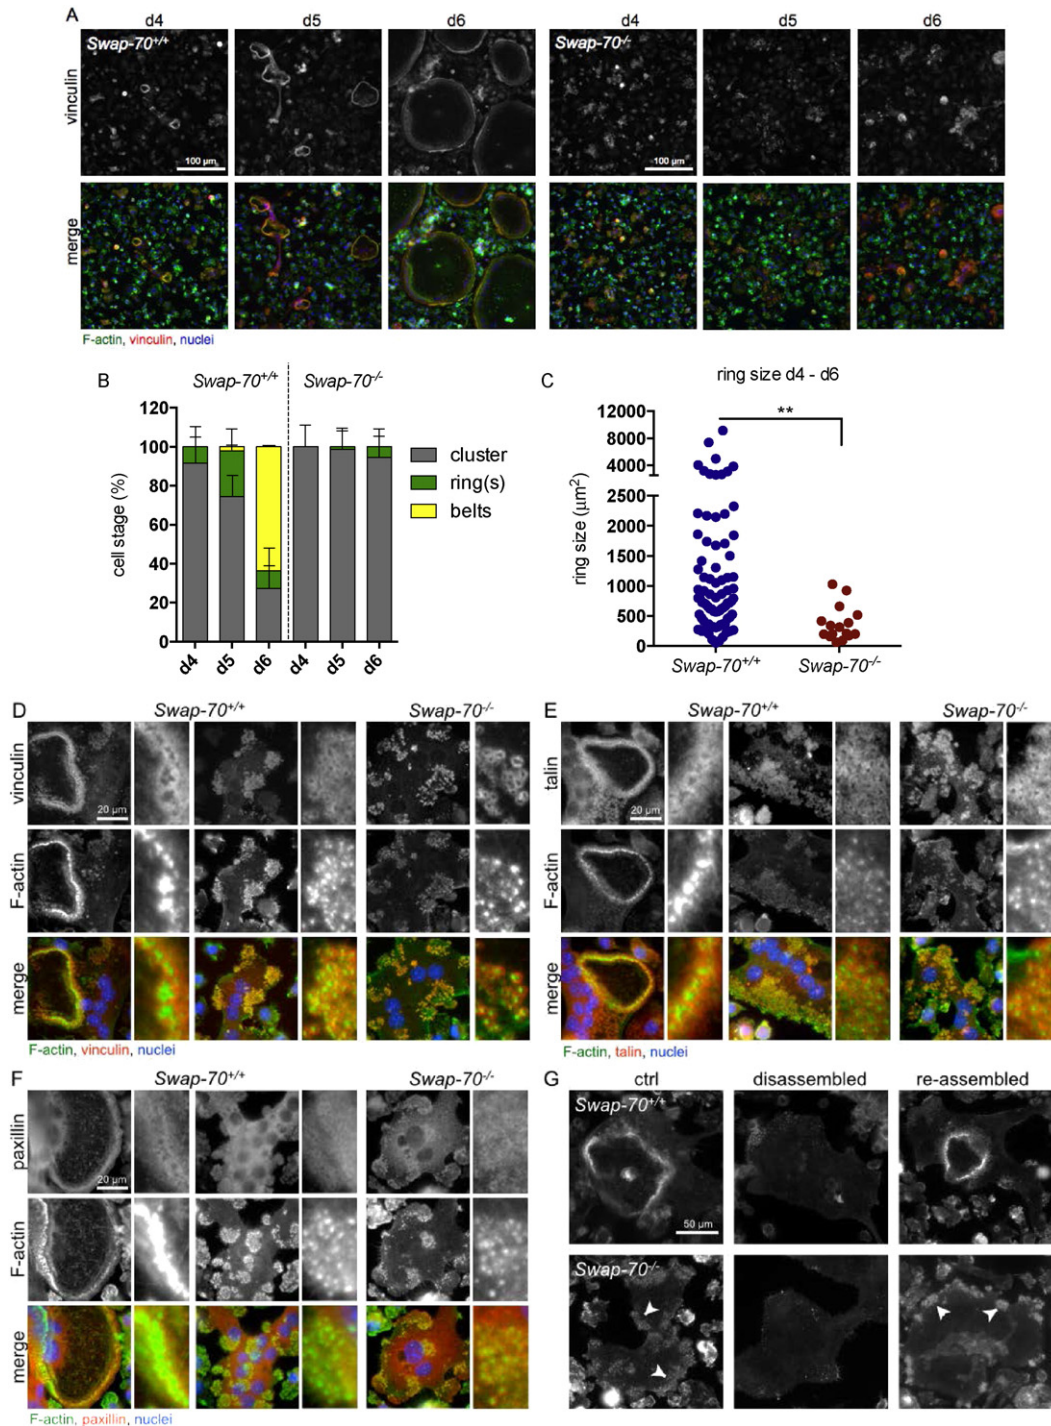 A
d4 d5 d6 d4 d5 d6
Swap-70+/+ Swap-70-/-
vinculin
100 µm 100 µm
merge
F-actin, vinculin, nuclei
B
Swap-70+/+ Swap-70-/-
cell stage (%)
120
100
80
60
40
20
0
d4 d5 d6 d4 d5 d6
cluster
ring(s)
belts
C
ring size d4 - d6
**
ring size (µm²)
12000
8000
4000
2500
2000
1500
1000
500
0
Swap-70+/+ Swap-70-/-
D Swap-70+/+ Swap-70-/-
vinculin
20 µm
F-actin
merge
F-actin, vinculin, nuclei
E Swap-70+/+ Swap-70-/-
talin
20 µm
F-actin
merge
F-actin, talin, nuclei
F Swap-70+/+ Swap-70-/-
paxillin
20 µm
F-actin
merge
F-actin, paxillin, nuclei
G ctrl disassembled re-assembled
Swap-70+/+
50 µm
Swap-70-/-